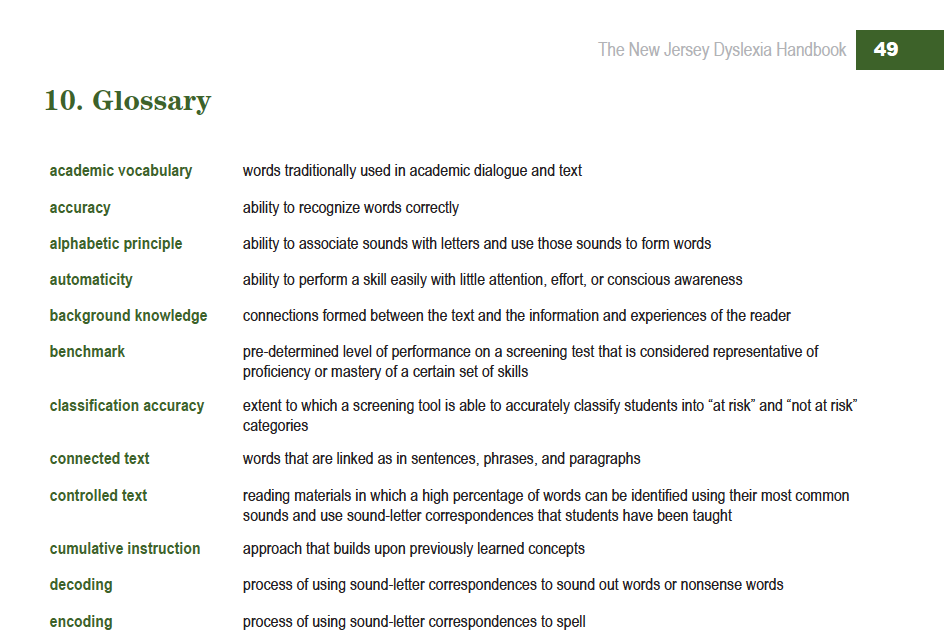 The New Jersey Dyslexia Handbook 49
10. Glossary
academic vocabulary words traditionally used in academic dialogue and text
accuracy ability to recognize words correctly
alphabetic principle ability to associate sounds with letters and use those sounds to form words
automaticity ability to perform a skill easily with little attention, effort, or conscious awareness
background knowledge connections formed between the text and the information and experiences of the reader
benchmark pre-determined level of performance on a screening test that is considered representative of
proficiency or mastery of a certain set of skills
classification accuracy extent to which a screening tool is able to accurately classify students into “at risk” and “not at risk”
categories
connected text words that are linked as in sentences, phrases, and paragraphs
controlled text reading materials in which a high percentage of words can be identified using their most common
sounds and use sound-letter correspondences that students have been taught
cumulative instruction approach that builds upon previously learned concepts
decoding process of using sound-letter correspondences to sound out words or nonsense words
encoding process of using sound-letter correspondences to spell